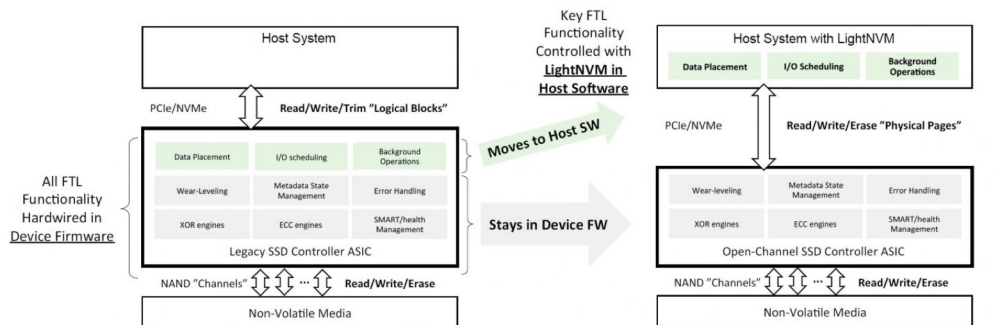 Host System
PCIe/NVMe
Read/Write/Trim "Logical Blocks"
All FTL
Functionality
Hardwired in
Device Firmware
Data Placement
I/O scheduling
Background
Operations
Wear-Leveling
Metadata State
Management
Error Handling
XOR engines
ECC engines
SMART/health
Management
Legacy SSD Controller ASIC
NAND "Channels"
...
Read/Write/Erase
Non-Volatile Media
Key FTL
Functionality
Controlled with
LightNVM in
Host Software
Moves to Host SW
Stays in Device FW
Host System with LightNVM
Data Placement
I/O Scheduling
Background
Operations
PCIe/NVMe
Read/Write/Erase "Physical Pages"
Wear-leveling
Metadata State
Management
Error Handling
XOR engines
ECC engines
SMART/health
Management
Open-Channel SSD Controller ASIC
NAND "Channels"
...
Read/Write/Erase
Non-Volatile Media